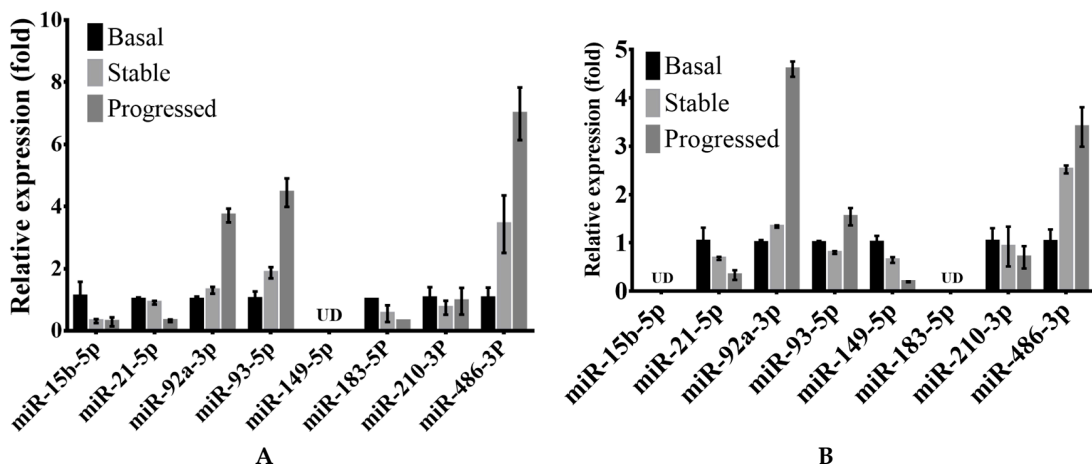 Relative expression (fold)
10
8
6
4
2
0
Basal
Stable
Progressed
UD
miR-15b-5p
miR-21-5p
miR-92a-3p
miR-93-5p
miR-149-5p
miR-183-5P
miR-210-3P
miR-486-3P
A
Relative expression (fold)
5
4
3
2
1
0
Basal
Stable
Progressed
UD
UD
miR-15b-5p
miR-21-5p
miR-92a-3p
miR-93-5p
miR-149-5p
miR-183-5p
miR-210-3p
miR-486-3p
B